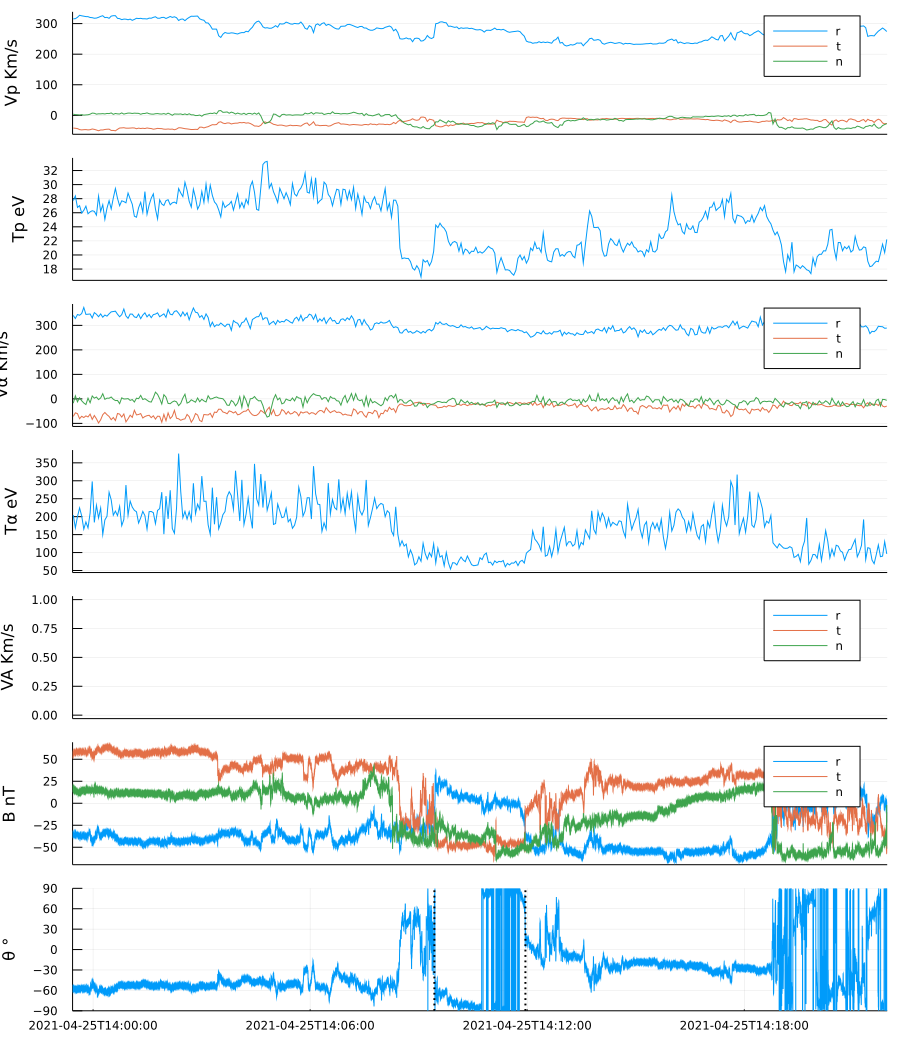 Vp Km/s
300
200
100
0
r
t
n
Tp eV
32
30
28
26
24
22
20
18
Vα Km/s
300
200
100
0
−100
r
t
n
Tα eV
350
300
250
200
150
100
50
VA Km/s
1.00
0.75
0.50
0.25
0.00
r
t
n
B nT
50
25
0
−25
−50
r
t
n
θ °
90
60
30
0
−30
−60
−90
2021-04-25T14:00:00 2021-04-25T14:06:00 2021-04-25T14:12:00 2021-04-25T14:18:00